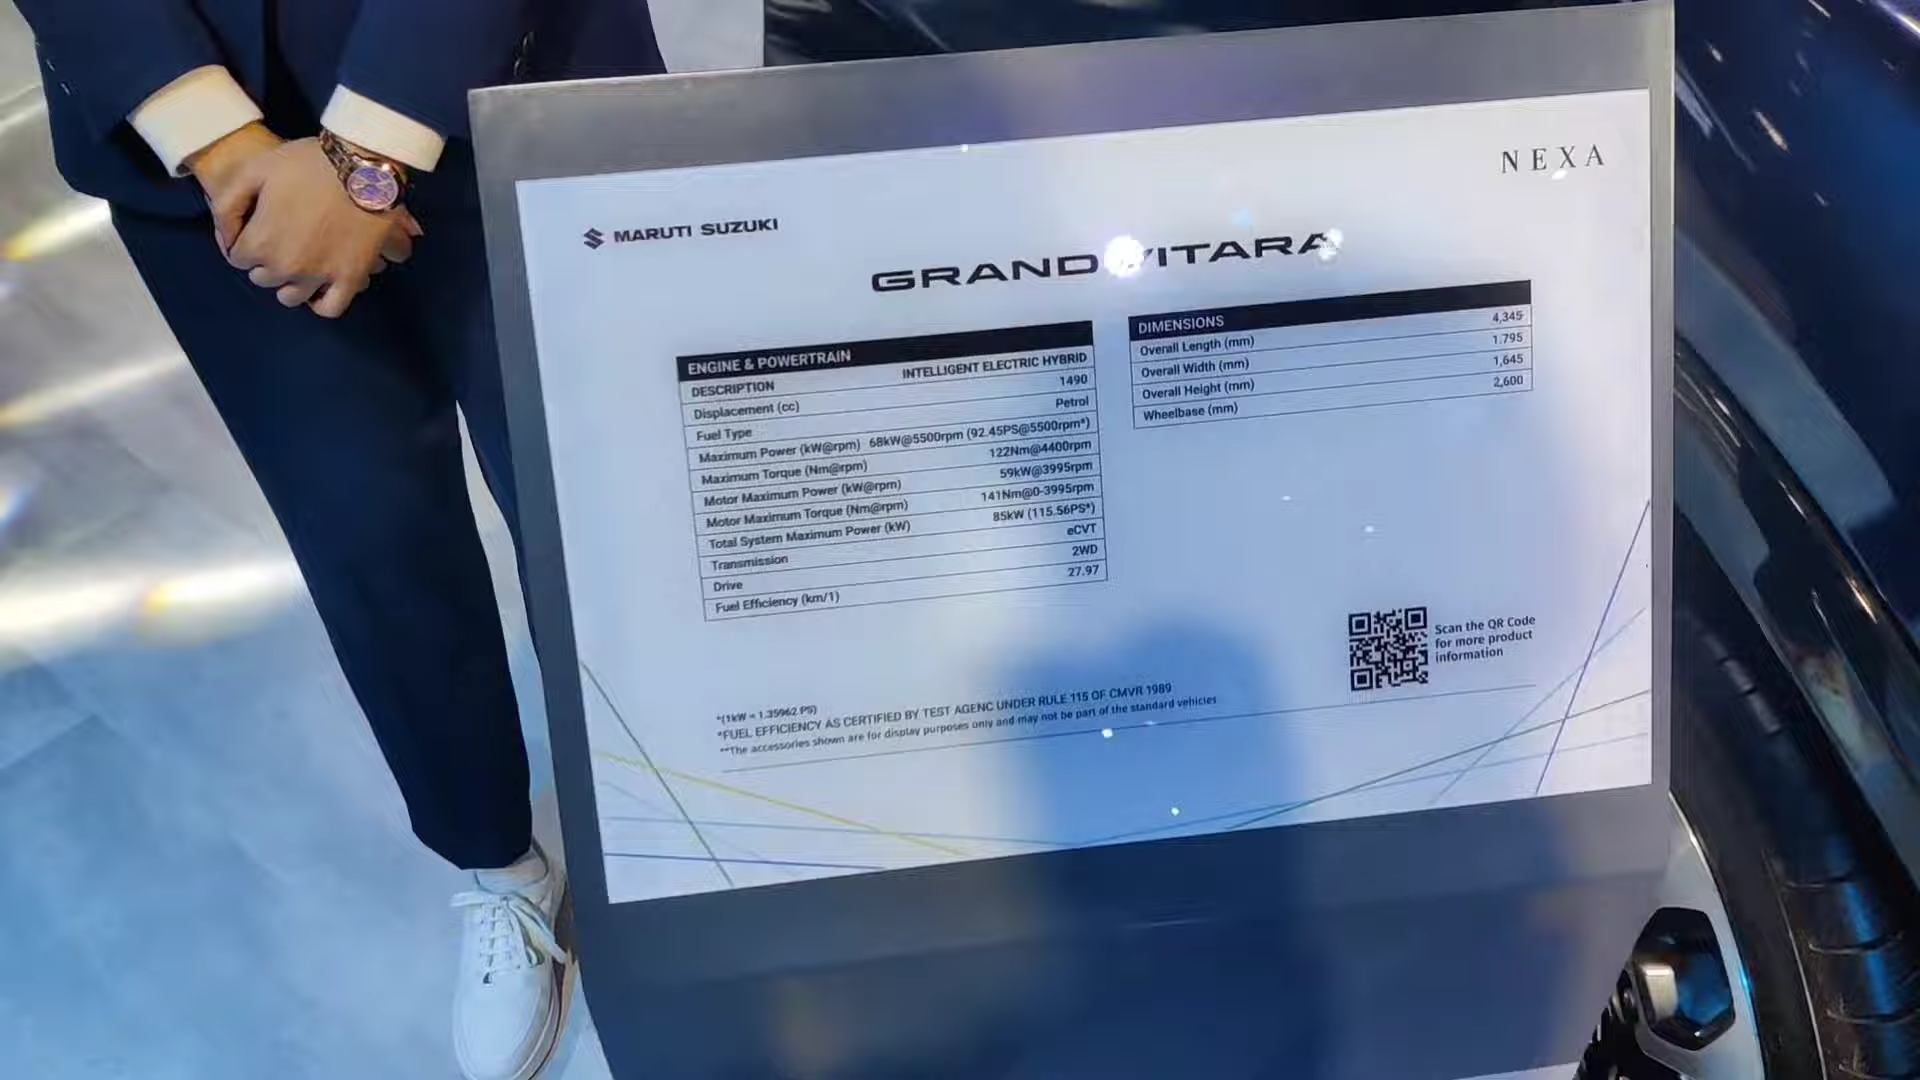 NEXA
MARUTI SUZUKI
GRAND VITARA
ENGINE & POWERTRAIN
DESCRIPTION INTELLIGENT ELECTRIC HYBRID
Displacement (cc) 1490
Fuel Type Petrol
Maximum Power (kW@rpm) 68kW@5500rpm (92.45PS@5500rpm*)
Maximum Torque (Nm@rpm) 122Nm@4400rpm
Motor Maximum Power (kW@rpm) 59kW@3995rpm
Motor Maximum Torque (Nm@rpm) 141Nm@0-3995rpm
Total System Maximum Power (kW) 85kW (115.56PS*)
Transmission eCVT
Drive 2WD
Fuel Efficiency (km/1) 27.97
DIMENSIONS
Overall Length (mm) 4,345
Overall Width (mm) 1.795
Overall Height (mm) 1,645
Wheelbase (mm) 2,600
Scan the QR Code
for more product
information
*(1kW = 1.35962 PS)
*FUEL EFFICIENCY AS CERTIFIED BY TEST AGENC UNDER RULE 115 OF CMVR 1989
**The accessories shown are for display purposes only and may not be part of the standard vehicles